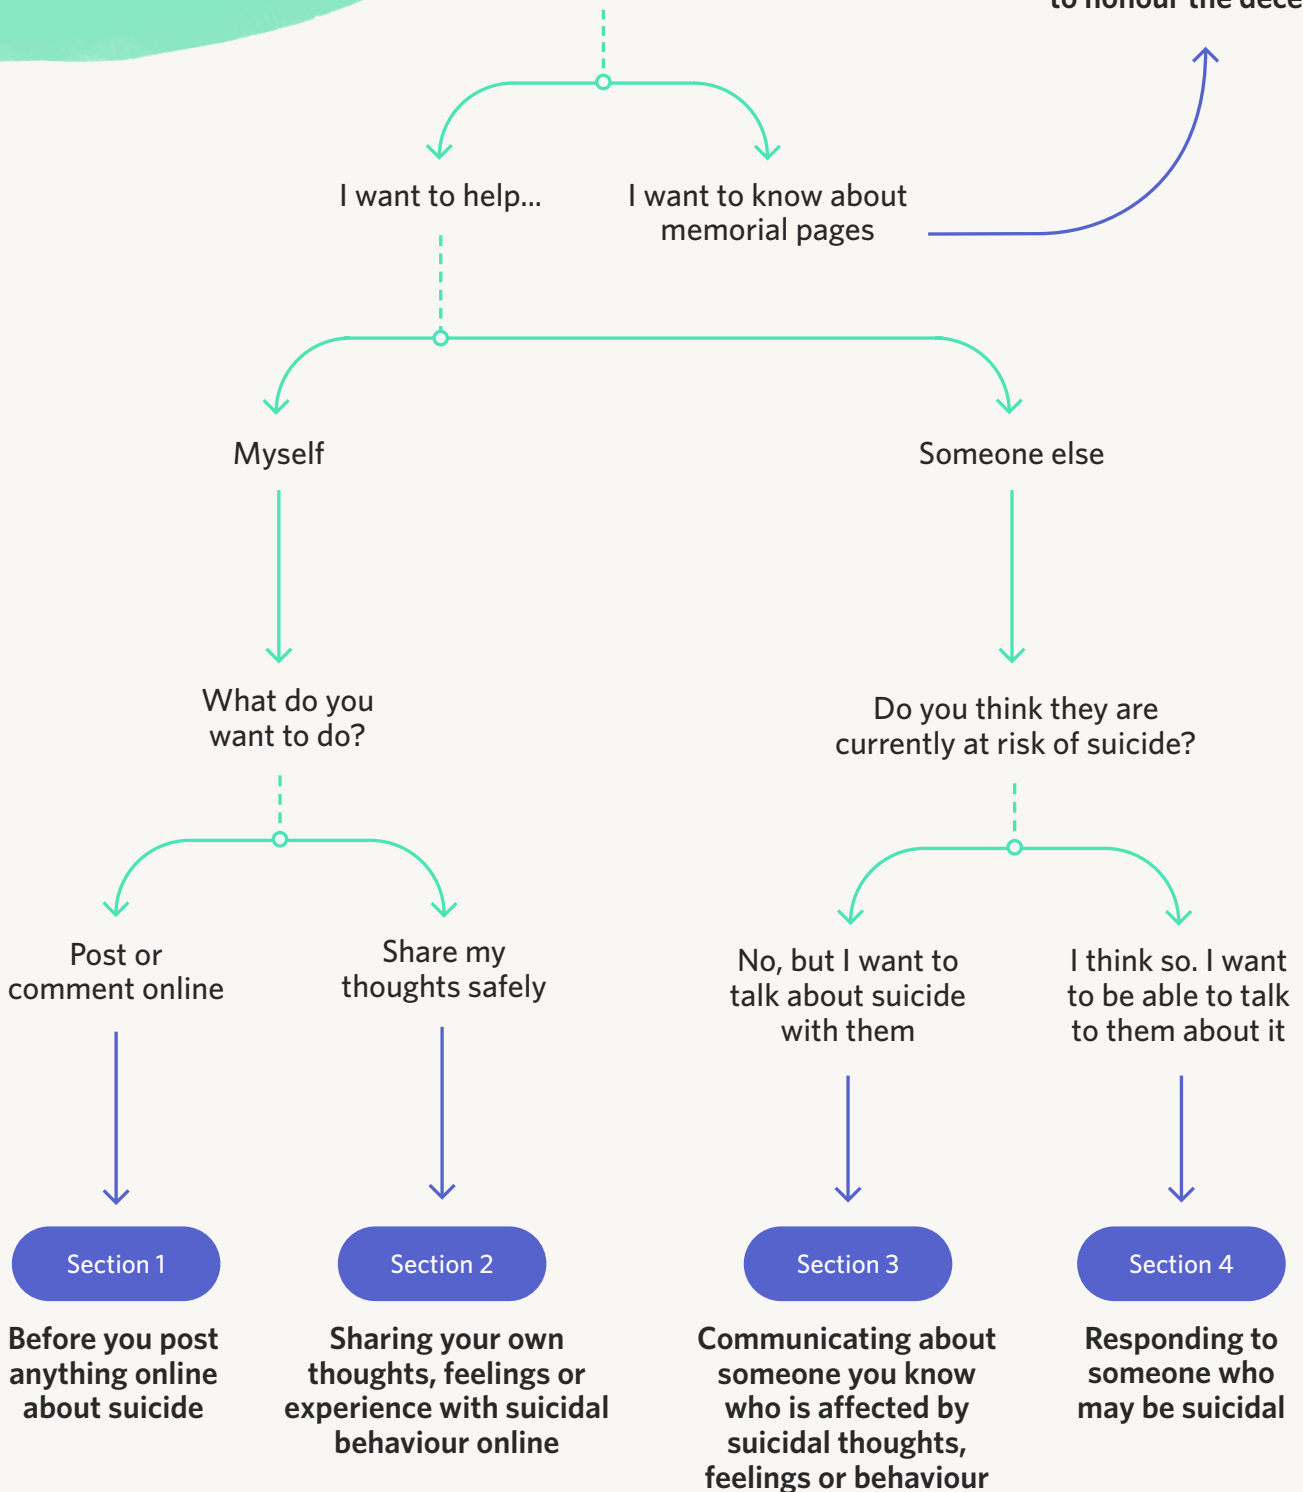 to honour the dece
I want to help...
I want to know about
memorial pages
Myself
Someone else
What do you
want to do?
Do you think they are
currently at risk of suicide?
Post or
comment online
Share my
thoughts safely
No, but I want to
talk about suicide
with them
I think so. I want
to be able to talk
to them about it
Section 1
Section 2
Section 3
Section 4
Before you post
anything online
about suicide
Sharing your own
thoughts, feelings or
experience with suicidal
behaviour online
Communicating about
someone you know
who is affected by
suicidal thoughts,
feelings or behaviour
Responding to
someone who
may be suicidal